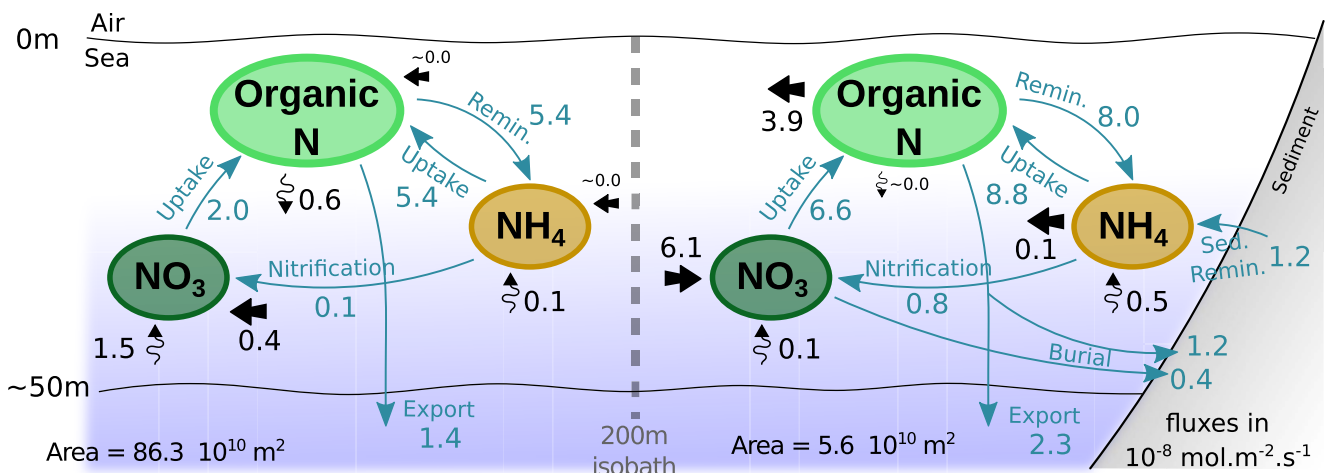 Air
0m
Sea
Organic
N
~0.0
Remin.
5.4
Uptake
5.4
Uptake
2.0
0.6
~0.0
NH4
NO3
Nitrification
0.1
0.1
0.4
1.5
~50m
Export
1.4
Area = 86.3 10^10 m^2
200m
isobath
Organic
N
3.9
Remin.
8.0
Uptake
8.8
Uptake
6.6
~0.0
NH4
0.1
6.1
NO3
Nitrification
0.8
0.5
0.1
Sed.
Remin.
1.2
Sediment
Burial
1.2
0.4
Export
2.3
Area = 5.6 10^10 m^2
fluxes in
10^-8 mol.m^-2.s^-1